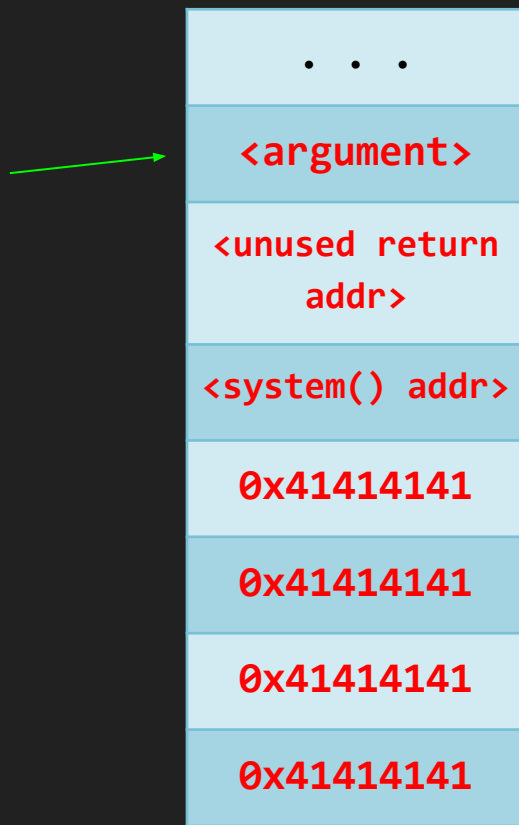 . . .
<argument>
<unused return
addr>
<system() addr>
0x41414141
0x41414141
0x41414141
0x41414141